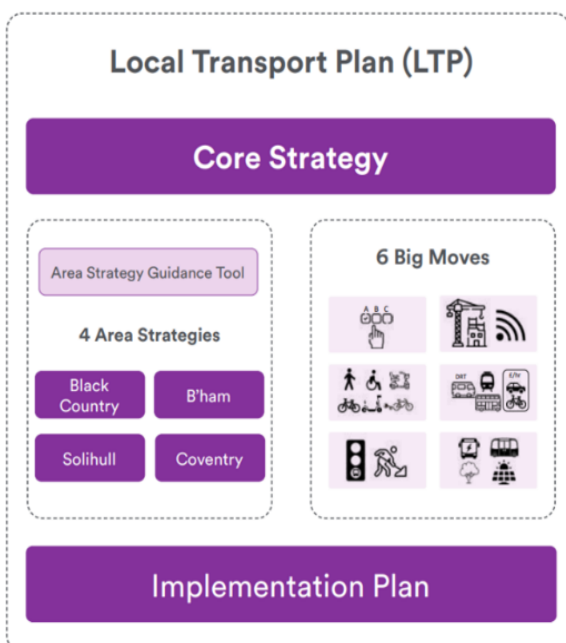 Local Transport Plan (LTP)
Core Strategy
Area Strategy Guidance Tool
4 Area Strategies
Black
Country
B'ham
Solihull
Coventry
6 Big Moves
A B C
DRT
E/W
Implementation Plan